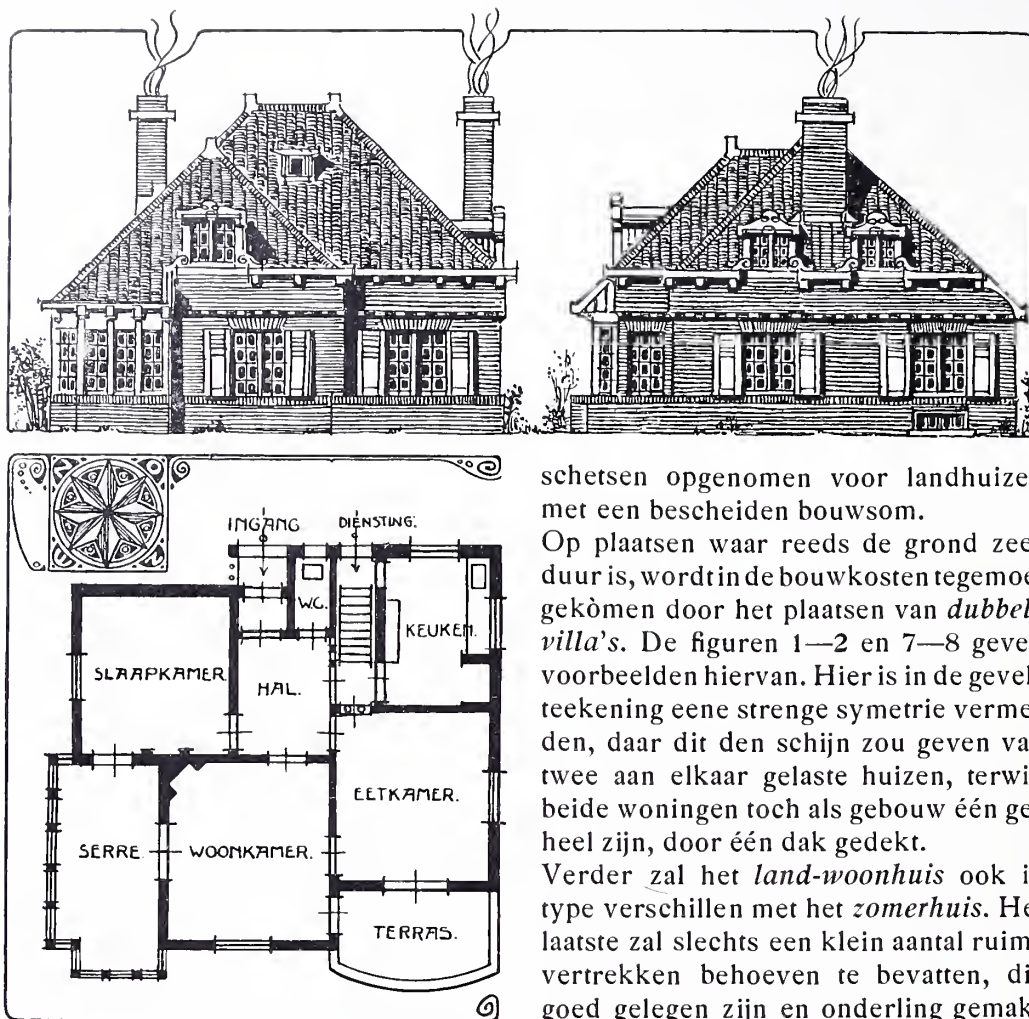 INGANG
DIENSTING.
W.C.
KEUKEN.
SLAAPKAMER
HAL.
EETKAMER.
SERRE.
WOONKAMER.
TERRAS.
schetsen opgenomen voor landhuize
met een bescheiden bouwsom.
Op plaatsen waar reeds de grond zee
duur is, wordt in de bouwkosten tegemoe
gekòmen door het plaatsen van dubbel
villa's. De figuren 1—2 en 7—8 geve
voorbeelden hiervan. Hier is in de gevel
teekening eene strenge symetrie verme
den, daar dit den schijn zou geven va
twee aan elkaar gelaste huizen, terwi
beide woningen toch als gebouw één ge
heel zijn, door één dak gedekt.
Verder zal het land-woonhuis ook i
type verschillen met het zomerhuis. He
laatste zal slechts een klein aantal ruim
vertrekken behoeven te bevatten, di
goed gelegen zijn en onderling gemak